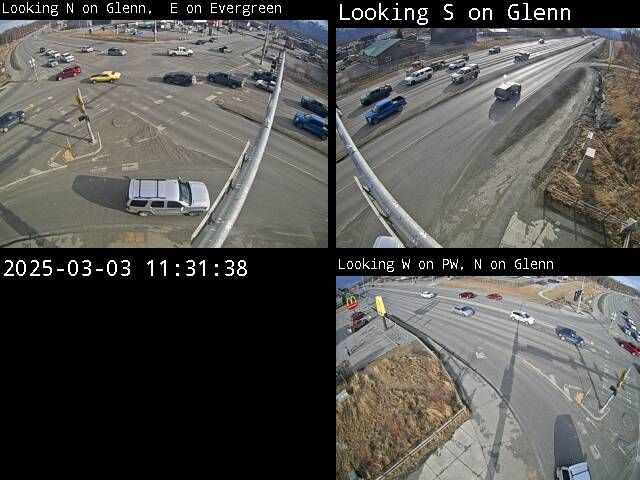 Looking N on Glenn,  E on Evergreen
Looking S on Glenn
2025-03-03 11:31:38
Looking W on PW, N on Glenn